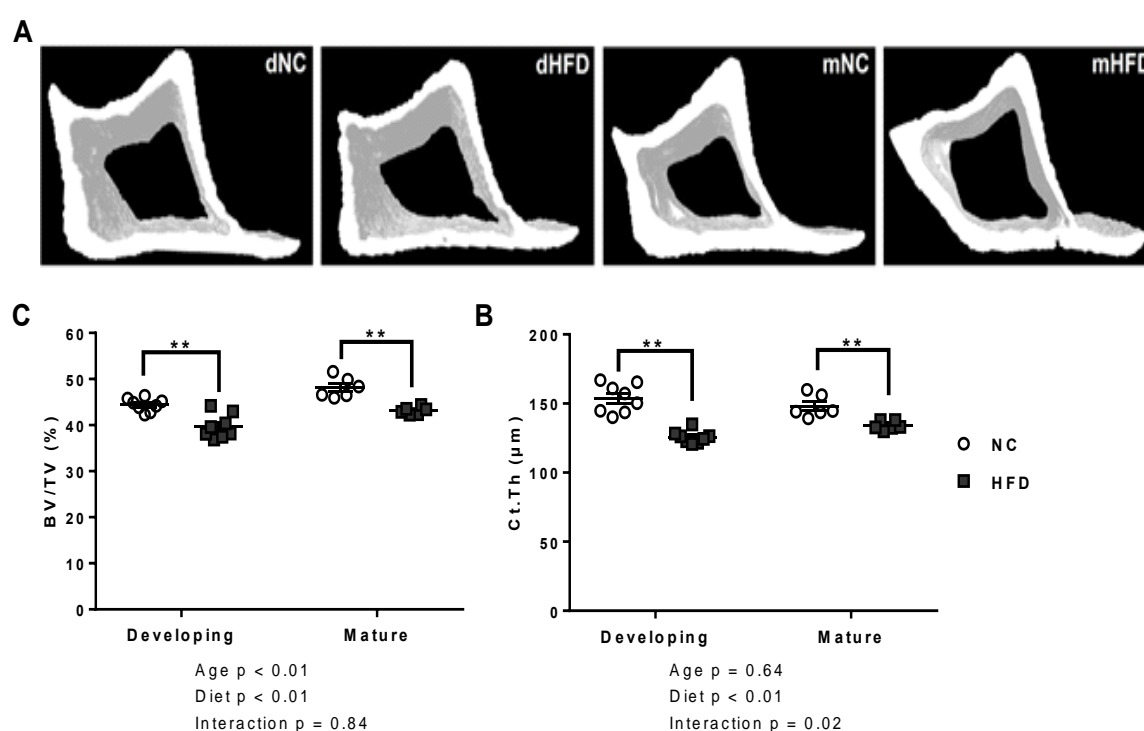 A
dNC
dHFD
mNC
mHFD
C
60
50
40
30
20
10
0
BV/TV (%)
**
**
Developing
Mature
Age p < 0.01
Diet p < 0.01
Interaction p = 0.84
B
200
150
100
50
0
Ct.Th (µm)
**
**
Developing
Mature
Age p = 0.64
Diet p < 0.01
Interaction p = 0.02
NC
HFD